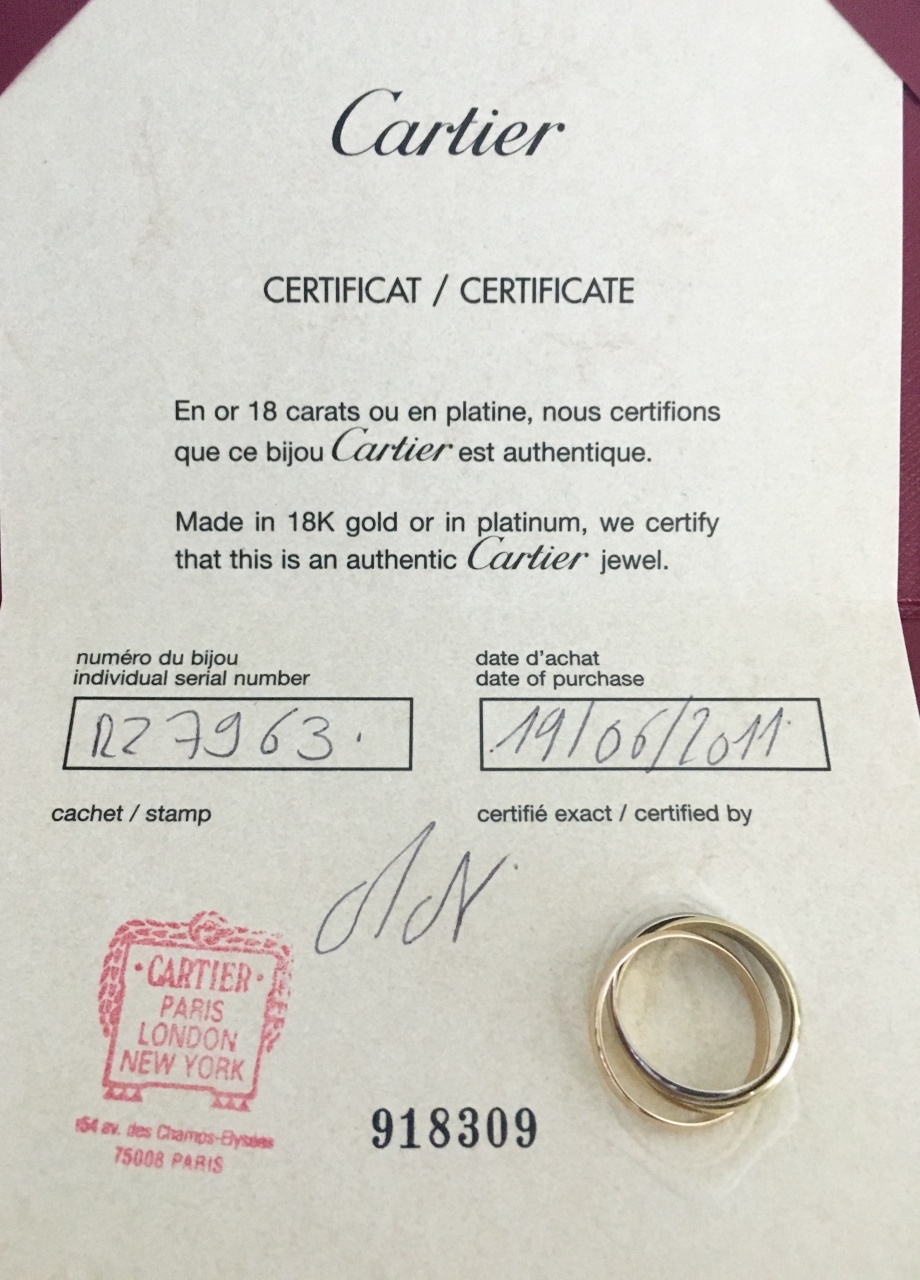 Cartier
CERTIFICAT / CERTIFICATE
En or 18 carats ou en platine, nous certifions
que ce bijou Cartier est authentique.
Made in 18K gold or in platinum, we certify
that this is an authentic Cartier jewel.
numéro du bijou
individual serial number
RZ7963.
date d'achat
date of purchase
19/06/2011
cachet / stamp
certifié exact / certified by
·CARTIER·
PARIS
LONDON
NEW YORK
154 av. des Champs-Elysées
75008 PARIS
918309